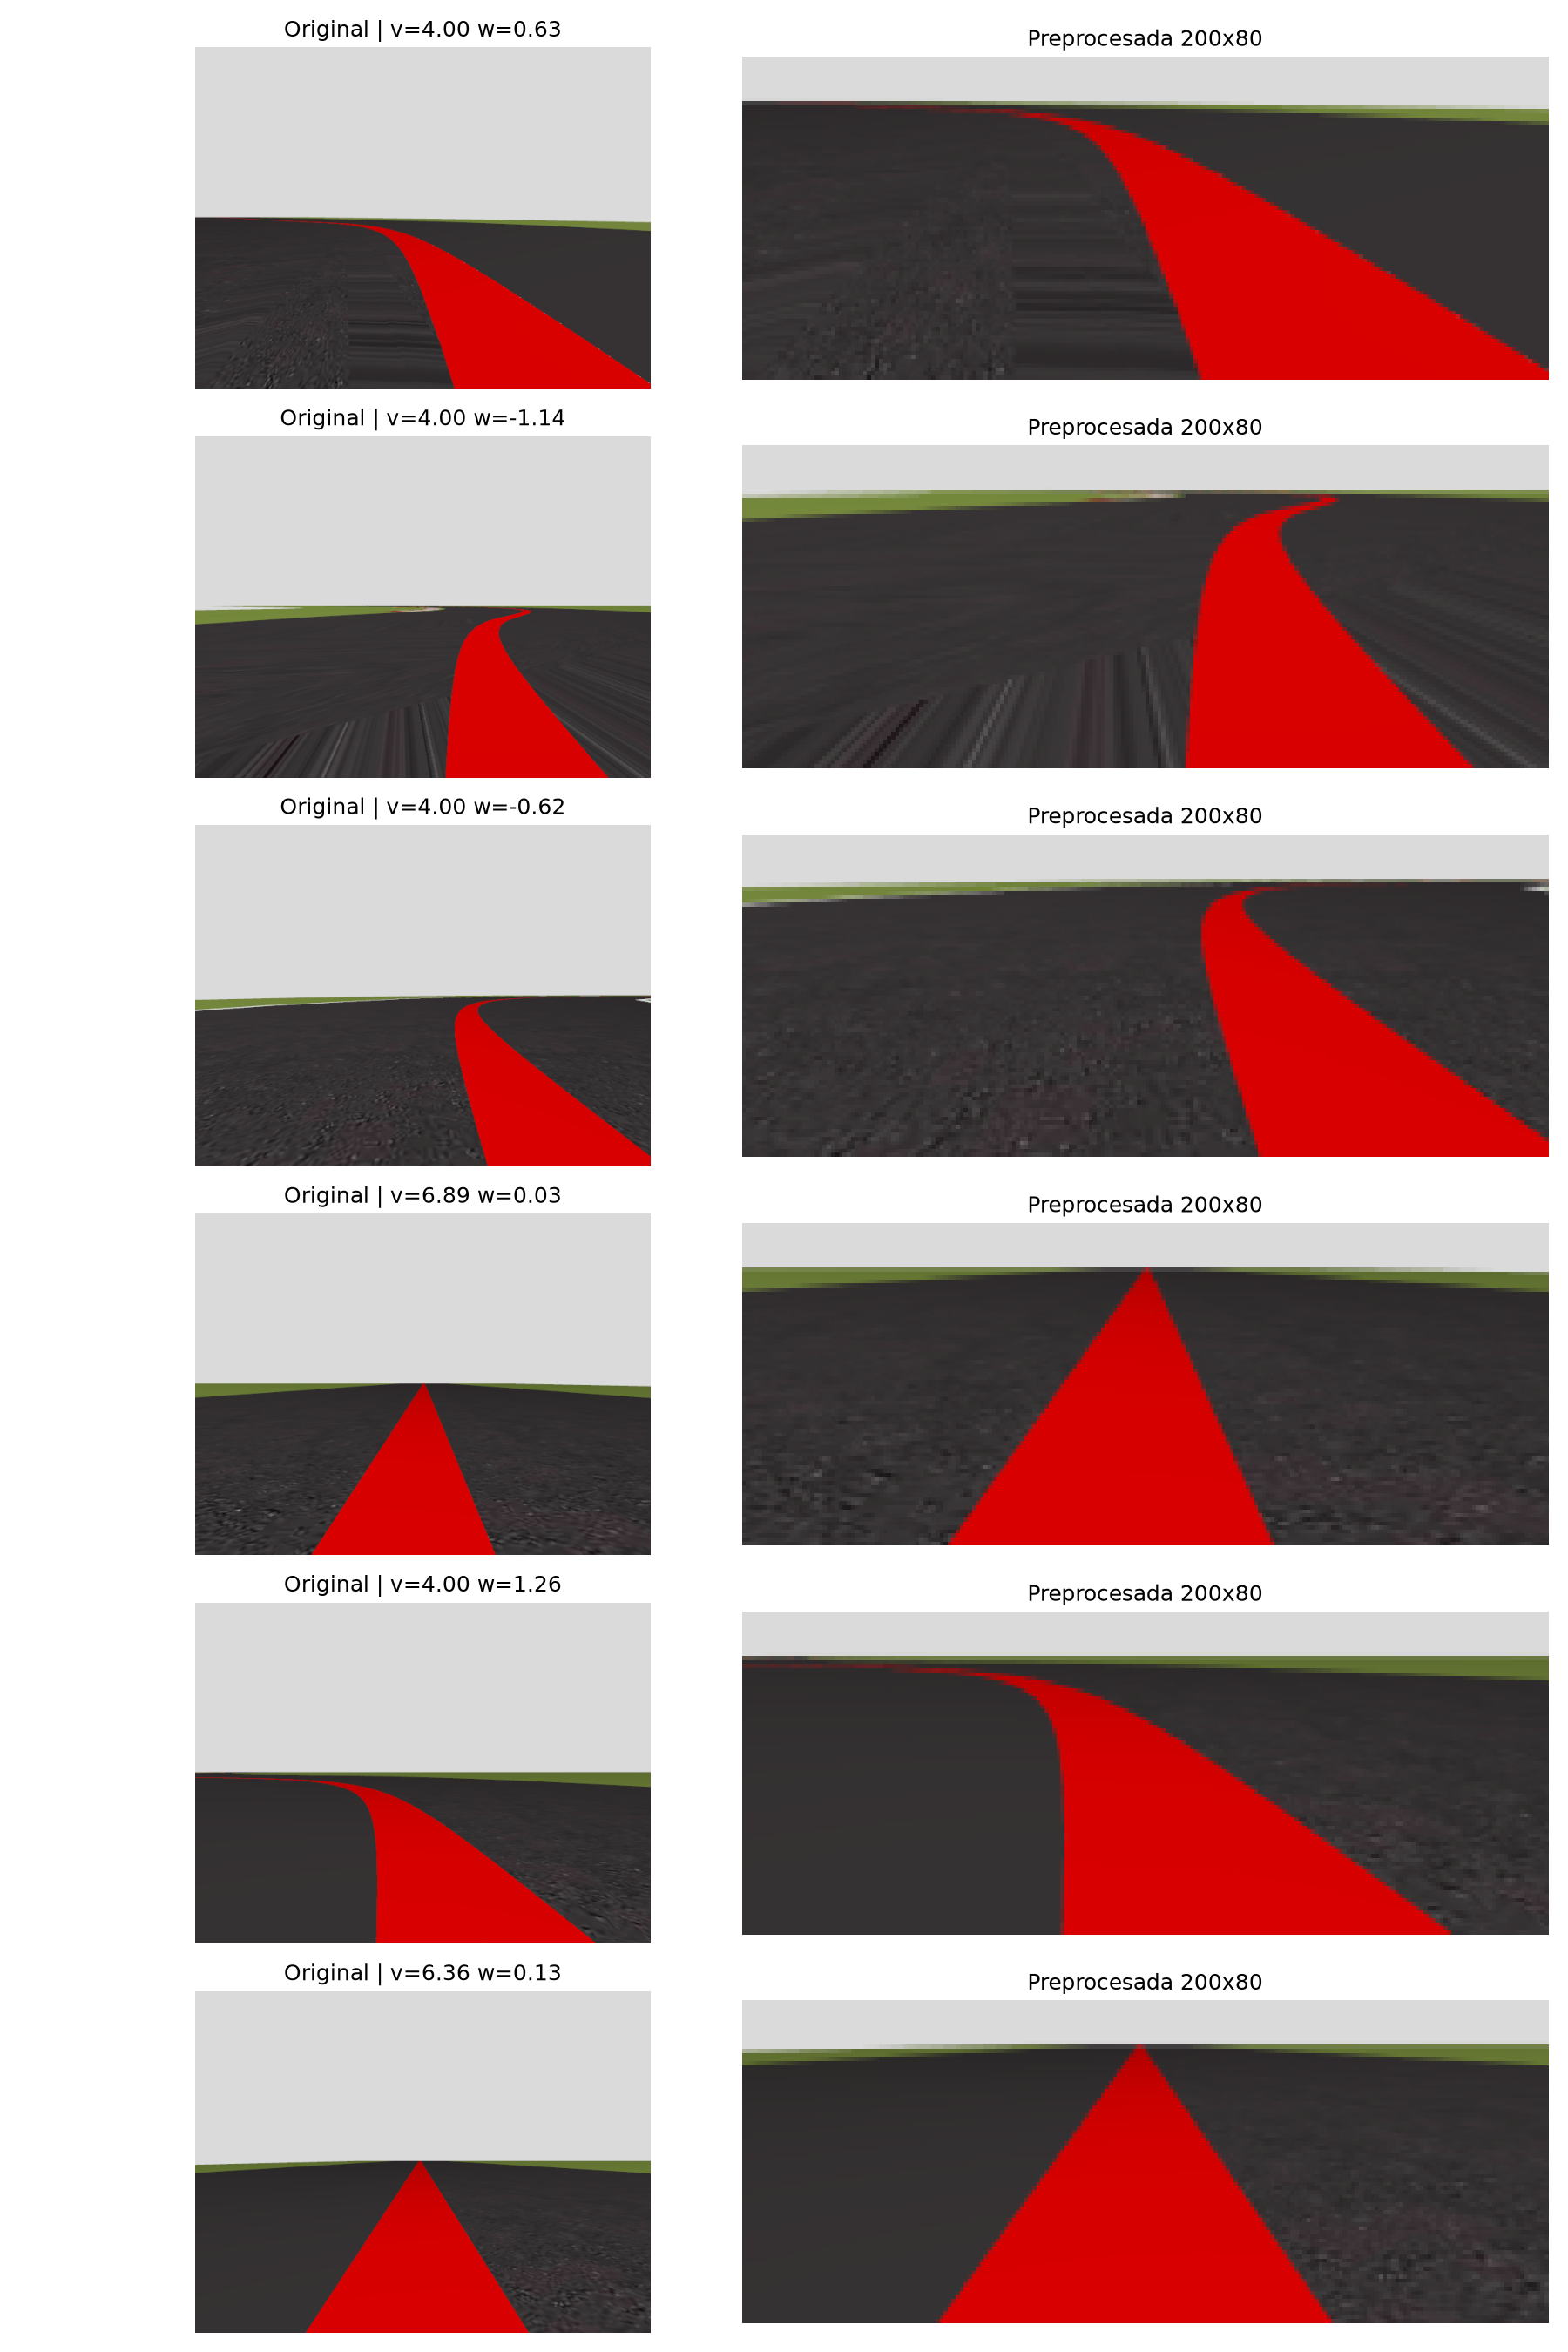 Original | v=4.00 w=0.63
Preprocesada 200x80
Original | v=4.00 w=-1.14
Preprocesada 200x80
Original | v=4.00 w=-0.62
Preprocesada 200x80
Original | v=6.89 w=0.03
Preprocesada 200x80
Original | v=4.00 w=1.26
Preprocesada 200x80
Original | v=6.36 w=0.13
Preprocesada 200x80